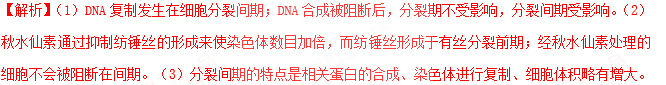 【解析】（1）DNA 复制发生在细胞分裂间期；DNA 合成被阻断后，分裂期不受影响，分裂间期受影响。（2）
秋水仙素通过抑制纺锤丝的形成来使染色体数目加倍，而纺锤丝形成于有丝分裂前期；经秋水仙素处理的
细胞不会被阻断在间期。（3）分裂间期的特点是相关蛋白的合成、染色体进行复制、细胞体积略有增大。